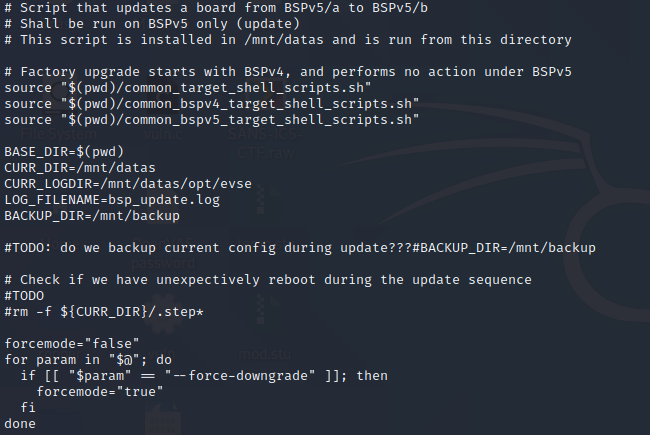 # Script that updates a board from BSPv5/a to BSPv5/b
# Shall be run on BSPv5 only (update)
# This script is installed in /mnt/datas and is run from this directory
# Factory upgrade starts with BSPv4, and performs no action under BSPv5
source "$(pwd)/common_target_shell_scripts.sh"
source "$(pwd)/common_bspv4_target_shell_scripts.sh"
source "$(pwd)/common_bspv5_target_shell_scripts.sh"
BASE_DIR=$(pwd)
CURR_DIR=/mnt/datas
CURR_LOGDIR=/mnt/datas/opt/evse
LOG_FILENAME=bsp_update.log
BACKUP_DIR=/mnt/backup
#TODO: do we backup current config during update???#BACKUP_DIR=/mnt/backup
# Check if we have unexpectively reboot during the update sequence
#TODO
#rm -f ${CURR_DIR}/.step*
forcemode="false"
for param in "$@"; do
if [[ "$param" == "--force-downgrade" ]]; then
forcemode="true"
fi
done